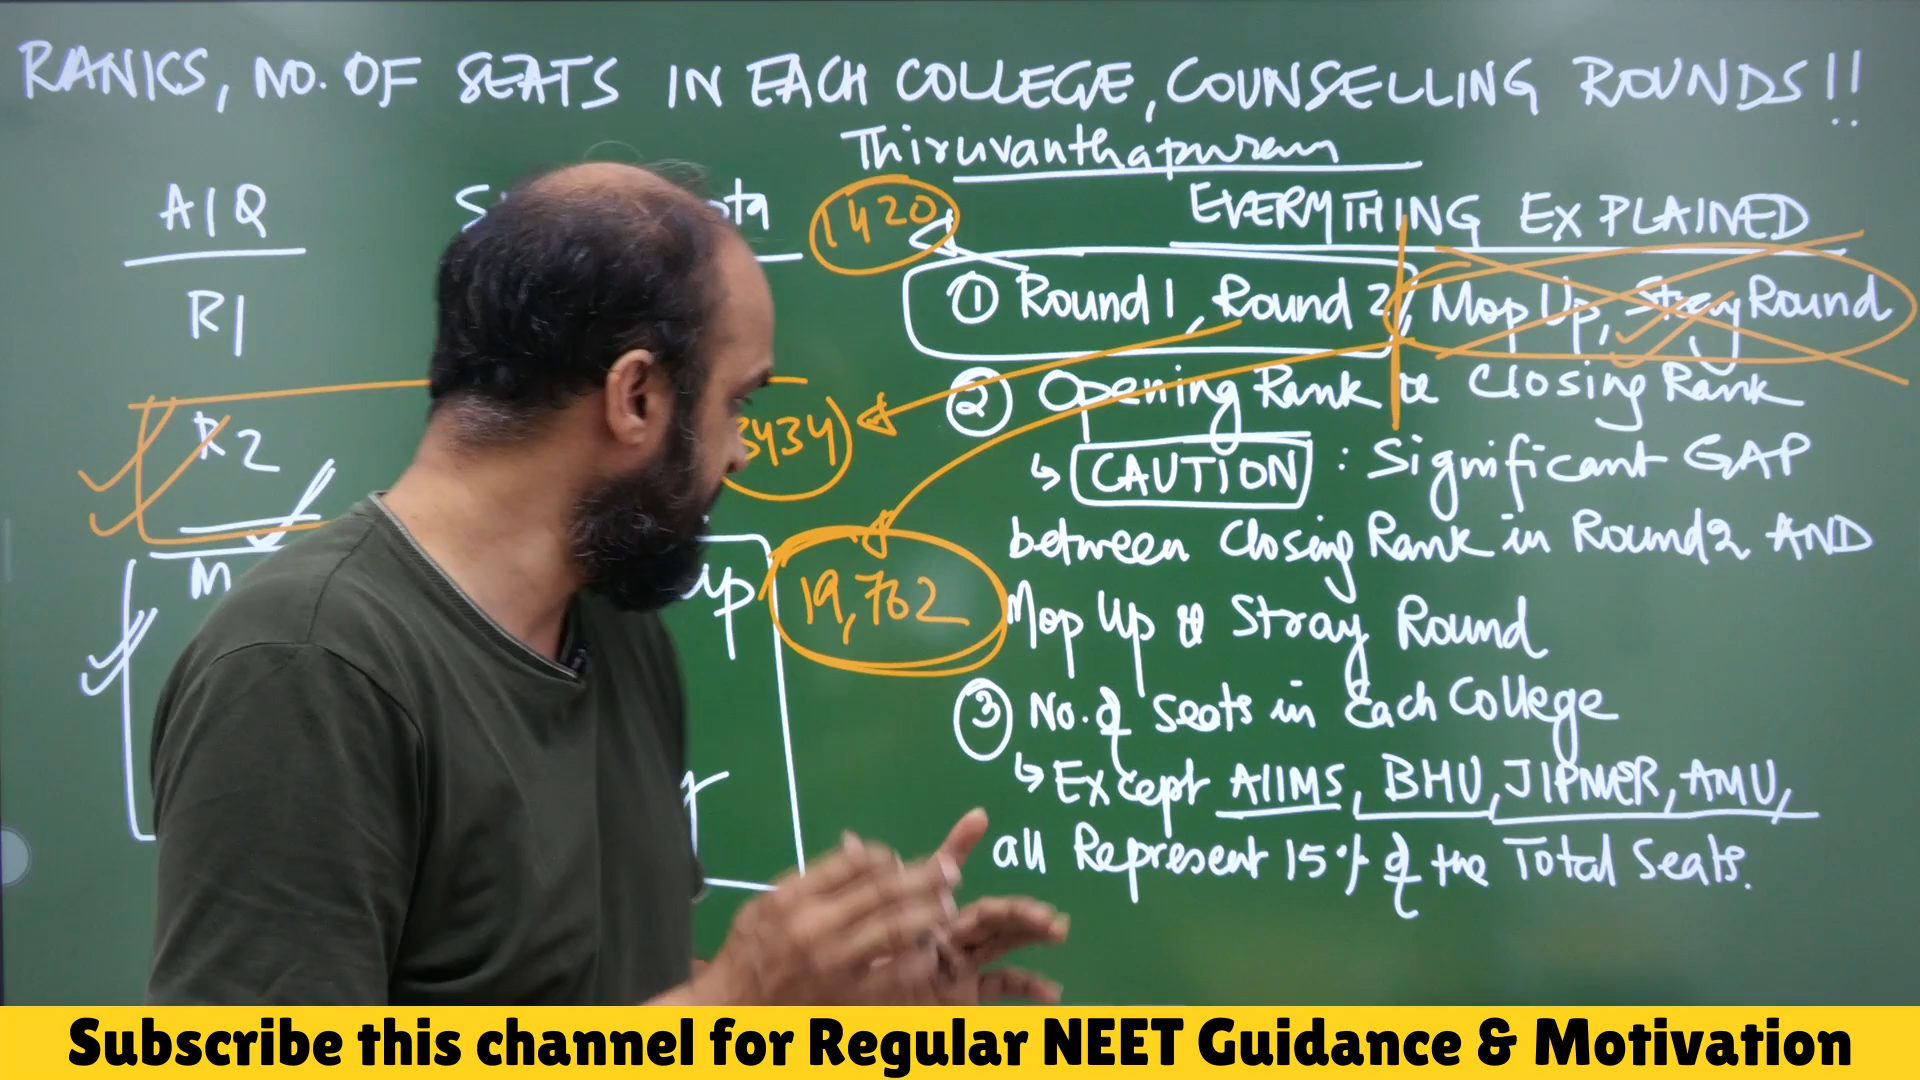 RANKS, NO. OF SEATS IN EACH COLLEGE, COUNSELLING ROUNDS!!
Thiruvanthapuram
AIQ
1420
EVERYTHING EXPLAINED
R1
① Round 1, Round 2, Mop Up, Stray Round
② Opening Rank & Closing Rank
R2
3434
↳ CAUTION : Significant GAP
between Closing Rank in Round 2 AND
M up
19,762
Mop Up & Stray Round
③ No. of seats in Each College
↳ Except AIIMS, BHU, JIPMER, AMU,
all Represent 15% of the Total Seats.
Subscribe this channel for Regular NEET Guidance & Motivation